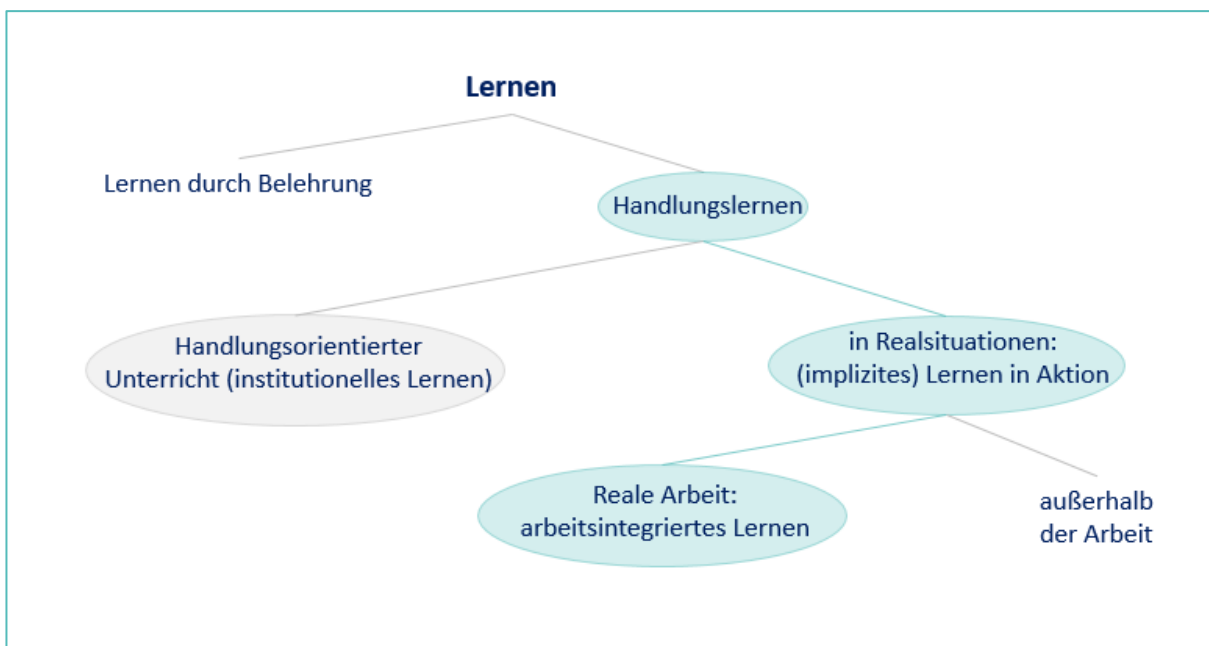 Lernen
Lernen durch Belehrung
Handlungslernen
Handlungsorientierter
Unterricht (institutionelles Lernen)
in Realsituationen:
(implizites) Lernen in Aktion
Reale Arbeit:
arbeitsintegriertes Lernen
außerhalb
der Arbeit